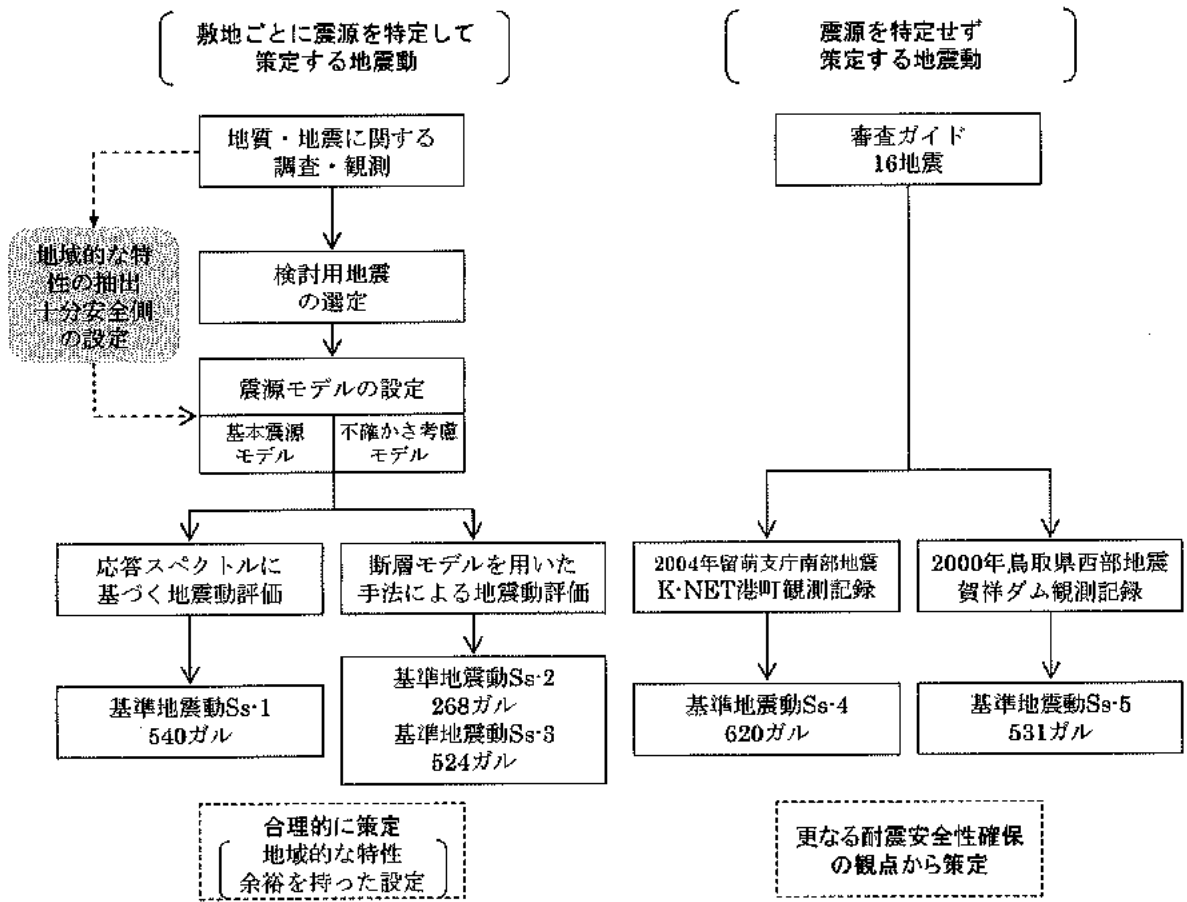 敷地ごとに震源を特定して
策定する地震動
地質・地震に関する
調査・観測
地域的な特
性の抽出
十分安全側
の設定
検討用地震
の選定
震源モデルの設定
基本震源
モデル
不確かさ考慮
モデル
応答スペクトルに
基づく地震動評価
断層モデルを用いた
手法による地震動評価
基準地震動Ss-1
540ガル
基準地震動Ss-2
268ガル
基準地震動Ss-3
524ガル
合理的に策定
地域的な特性
余裕を持った設定
震源を特定せず
策定する地震動
審査ガイド
16地震
2004年留萌支庁南部地震
K-NET港町観測記録
2000年鳥取県西部地震
賀祥ダム観測記録
基準地震動Ss-4
620ガル
基準地震動Ss-5
531ガル
更なる耐震安全性確保
の観点から策定